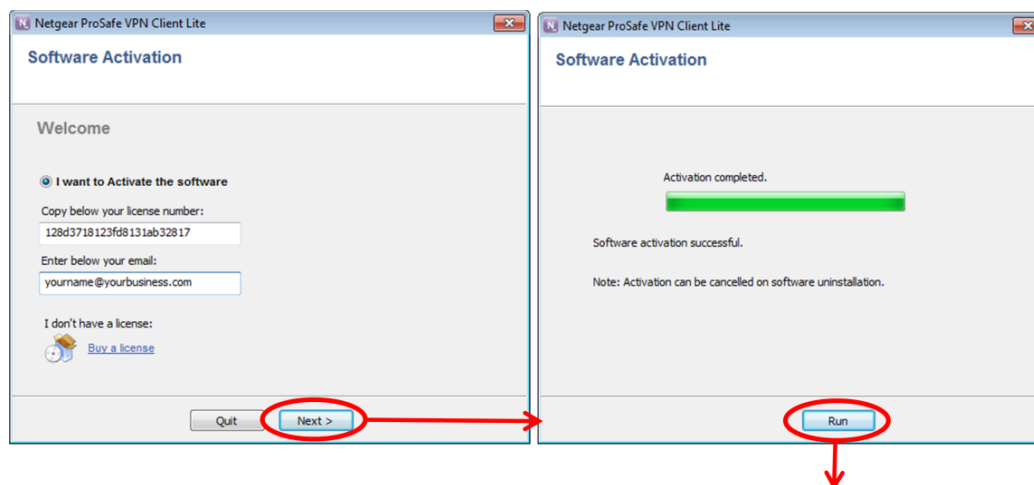 Netgear ProSafe VPN Client Lite
Software Activation
Welcome
I want to Activate the software
Copy below your license number:
128d3718123fd8131ab32817
Enter below your email:
yourname@yourbusiness.com
I don't have a license:
Buy a license
Quit
Next >
Netgear ProSafe VPN Client Lite
Software Activation
Activation completed.
Software activation successful.
Note: Activation can be cancelled on software uninstallation.
Run